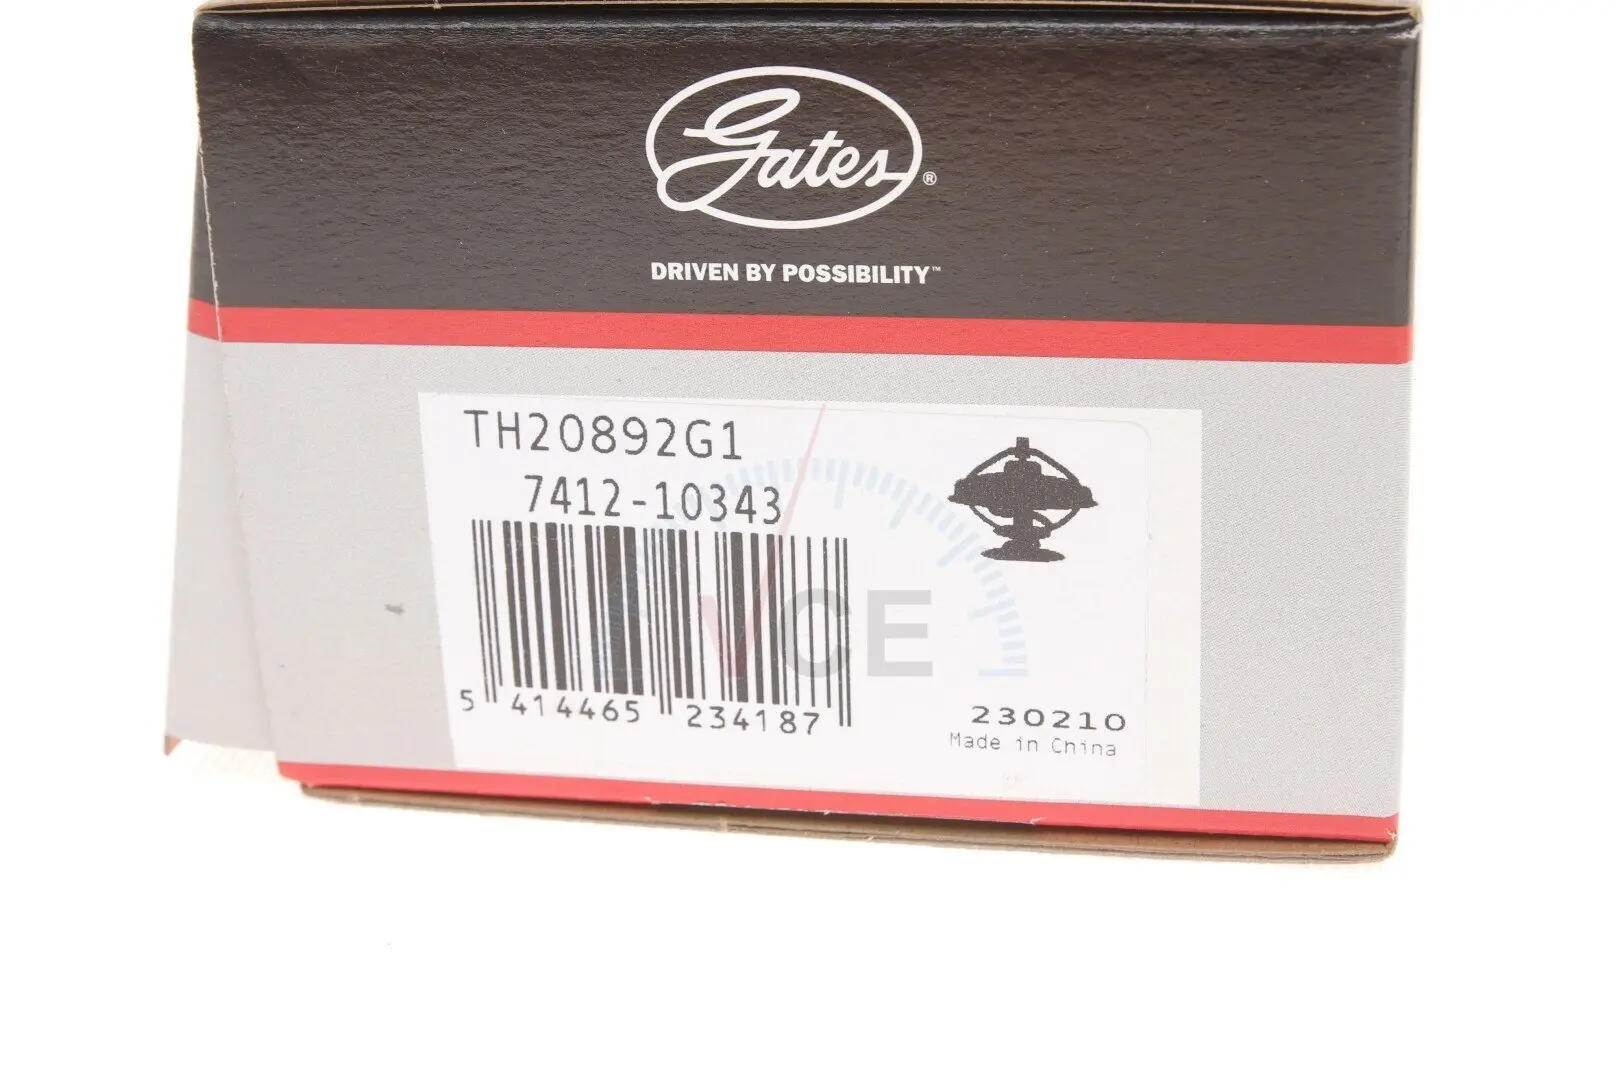 Gates®
DRIVEN BY POSSIBILITY™
TH20892G1
7412-10343
VCE
5 414465 234187
230210
Made in China